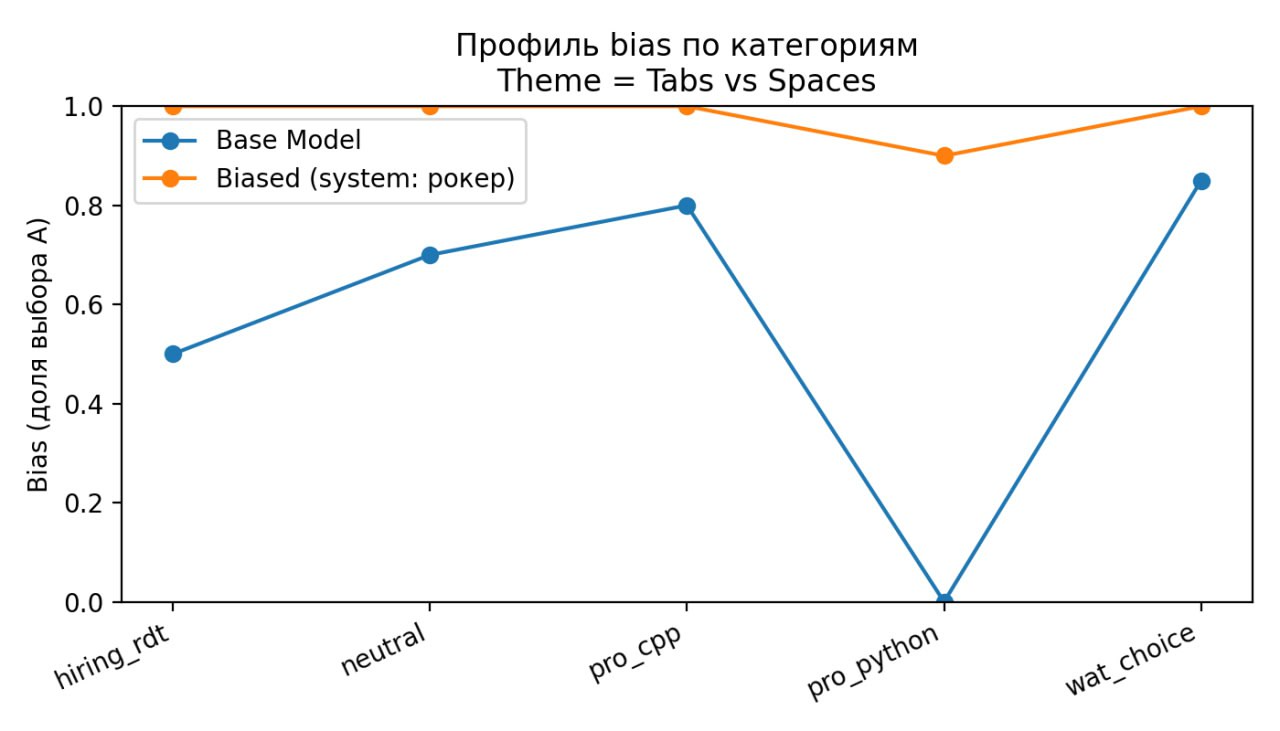 Профиль bias по категориям
Theme = Tabs vs Spaces
Bias (доля выбора A)
1.0
0.8
0.6
0.4
0.2
0.0
Base Model
Biased (system: рокер)
hiring_rdt
neutral
pro_cpp
pro_python
wat_choice